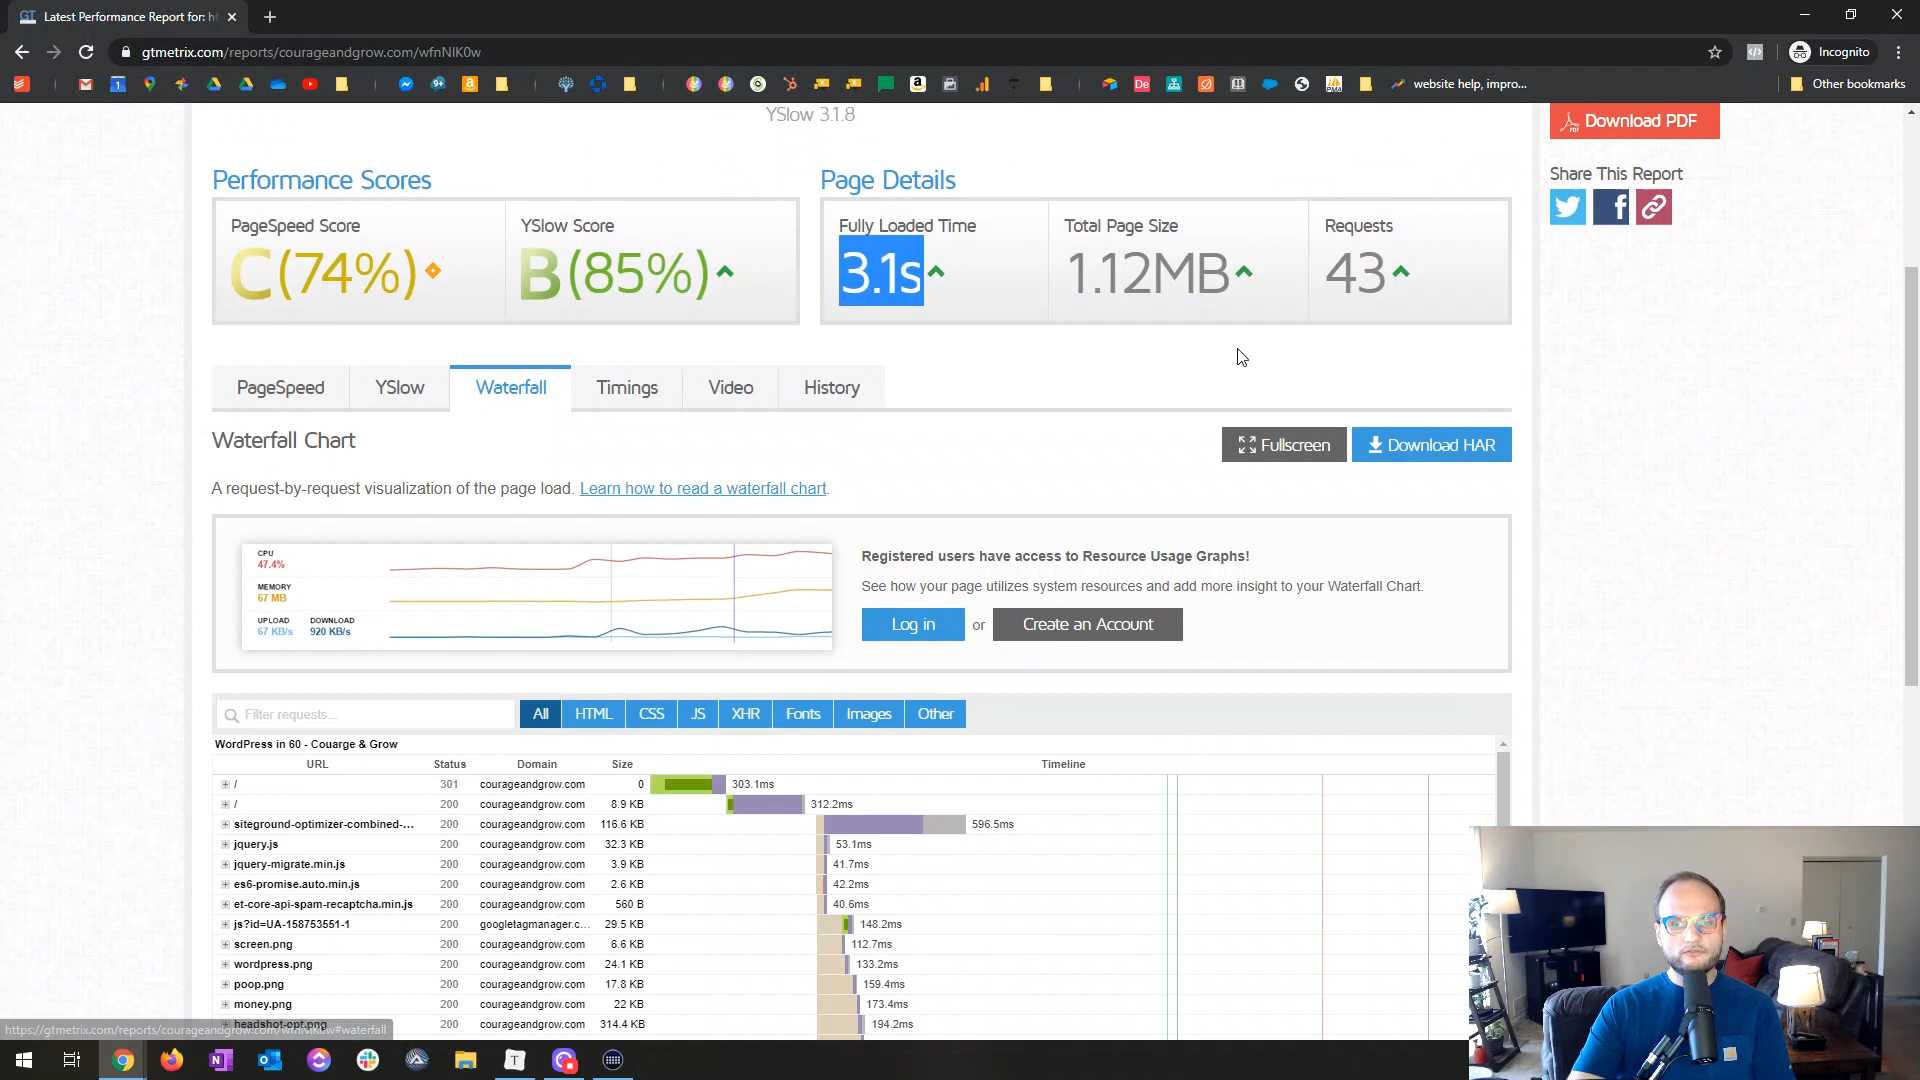 Latest Performance Report for: ht
gtmetrix.com/reports/courageandgrow.com/wfnNIK0w
Incognito
website help, impro...
Other bookmarks
YSlow 3.1.8
Download PDF
Share This Report
Performance Scores
Page Details
PageSpeed Score
YSlow Score
Fully Loaded Time
Total Page Size
Requests
C(74%)
B(85%)
3.1s
1.12MB
43
PageSpeed
YSlow
Waterfall
Timings
Video
History
Waterfall Chart
Fullscreen
Download HAR
A request-by-request visualization of the page load. Learn how to read a waterfall chart.
CPU
47.4%
MEMORY
67 MB
UPLOAD DOWNLOAD
67 KB/s 920 KB/s
Registered users have access to Resource Usage Graphs!
See how your page utilizes system resources and add more insight to your Waterfall Chart.
Log in or Create an Account
Filter requests...
All HTML CSS JS XHR Fonts Images Other
WordPress in 60 - Couarge & Grow
URL Status Domain Size Timeline
/ 301 courageandgrow.com 0 303.1ms
/ 200 courageandgrow.com 8.9 KB 312.2ms
siteground-optimizer-combined-... 200 courageandgrow.com 116.6 KB 596.5ms
jquery.js 200 courageandgrow.com 32.3 KB 53.1ms
jquery-migrate.min.js 200 courageandgrow.com 3.9 KB 41.7ms
es6-promise.auto.min.js 200 courageandgrow.com 2.6 KB 42.2ms
et-core-api-spam-recaptcha.min.js 200 courageandgrow.com 560 B 40.6ms
js?id=UA-158753551-1 200 googletagmanager.c... 29.5 KB 148.2ms
screen.png 200 courageandgrow.com 6.6 KB 112.7ms
wordpress.png 200 courageandgrow.com 24.1 KB 133.2ms
poop.png 200 courageandgrow.com 17.8 KB 159.4ms
money.png 200 courageandgrow.com 22 KB 173.4ms
headshot-opt.png 200 courageandgrow.com 314.4 KB 194.2ms
https://gtmetrix.com/reports/courageandgrow.com/wfnNIK0w#waterfall